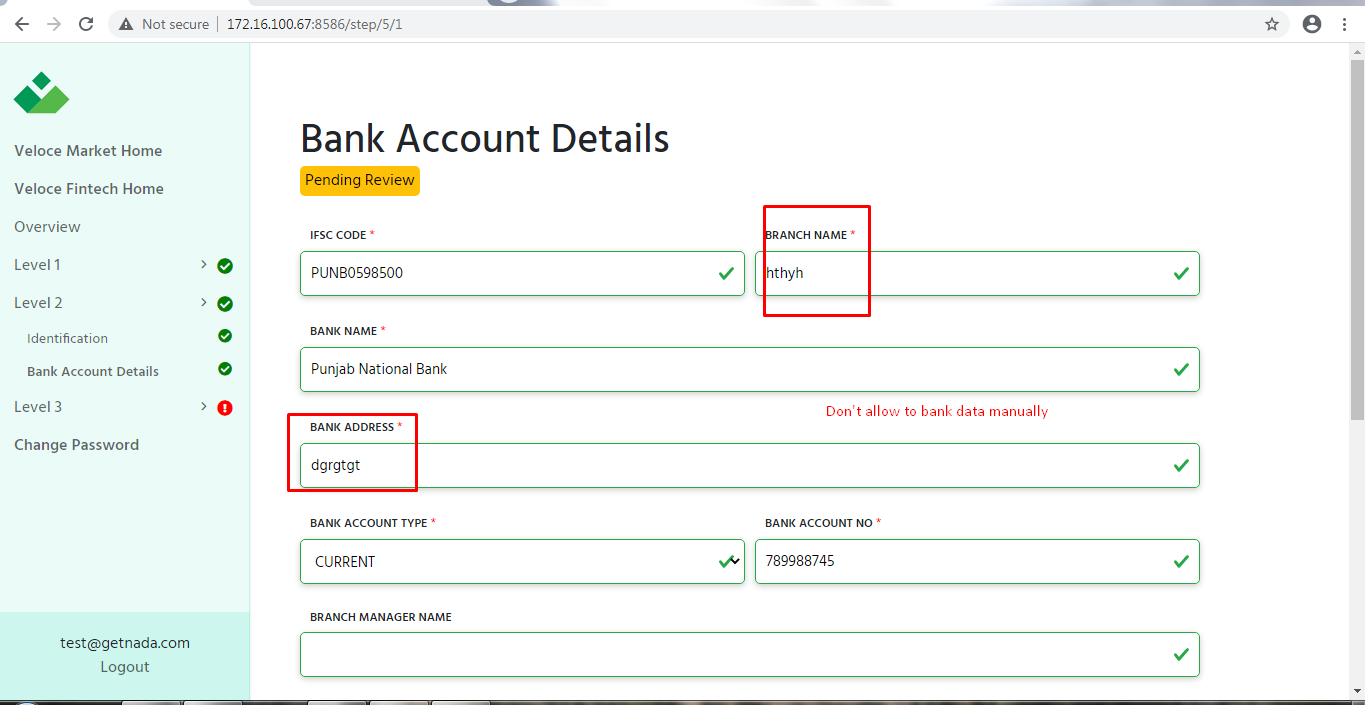 Not secure | 172.16.100.67:8586/step/5/1
Veloce Market Home
Veloce Fintech Home
Overview
Level 1
Level 2
Identification
Bank Account Details
Level 3
Change Password
test@getnada.com
Logout
Bank Account Details
Pending Review
IFSC CODE * BRANCH NAME *
PUNB0598500 hthyh
BANK NAME *
Punjab National Bank
Don't allow to bank data manually
BANK ADDRESS *
dgrgtgt
BANK ACCOUNT TYPE * BANK ACCOUNT NO *
CURRENT 789988745
BRANCH MANAGER NAME